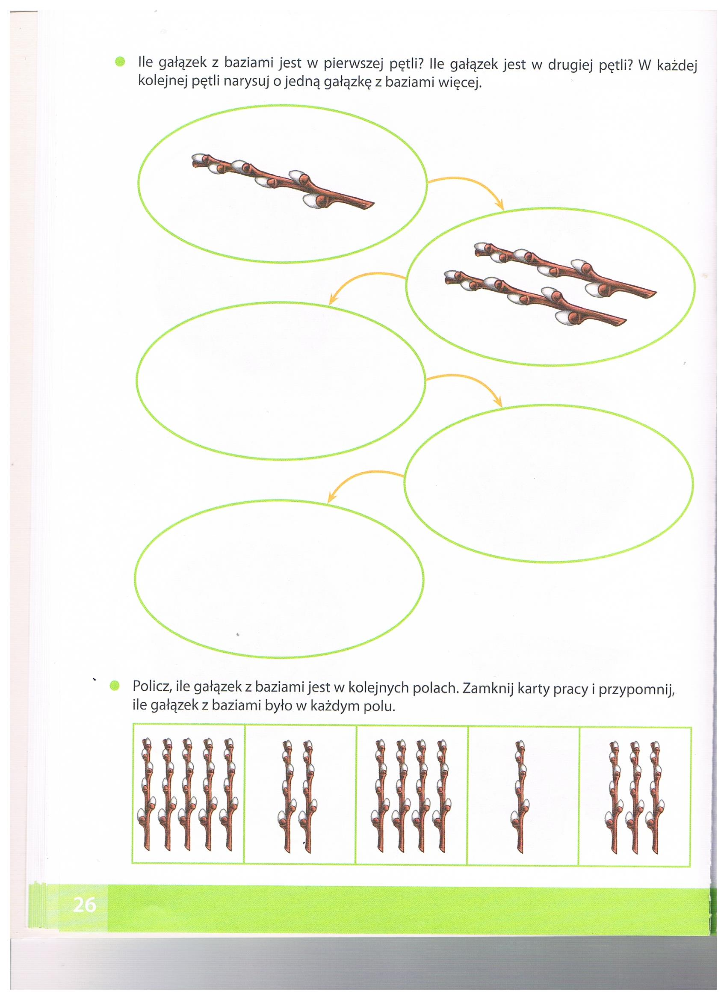 Ile gałązek z baziami jest w pierwszej pętli? Ile gałązek jest w drugiej pętli? W każdej
kolejnej pętli narysuj o jedną gałązkę z baziami więcej.
Policz, ile gałązek z baziami jest w kolejnych polach. Zamknij karty pracy i przypomnij,
ile gałązek z baziami było w każdym polu.
26